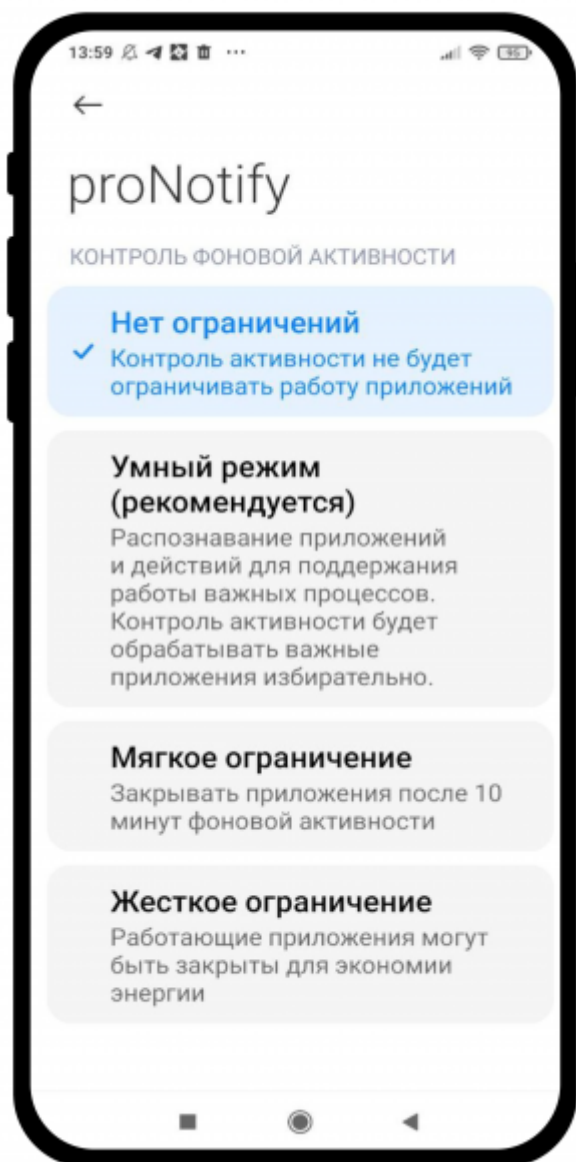 13:59
95
proNotify
КОНТРОЛЬ ФОНОВОЙ АКТИВНОСТИ
Нет ограничений
Контроль активности не будет
ограничивать работу приложений
Умный режим
(рекомендуется)
Распознавание приложений
и действий для поддержания
работы важных процессов.
Контроль активности будет
обрабатывать важные
приложения избирательно.
Мягкое ограничение
Закрывать приложения после 10
минут фоновой активности
Жесткое ограничение
Работающие приложения могут
быть закрыты для экономии
энергии